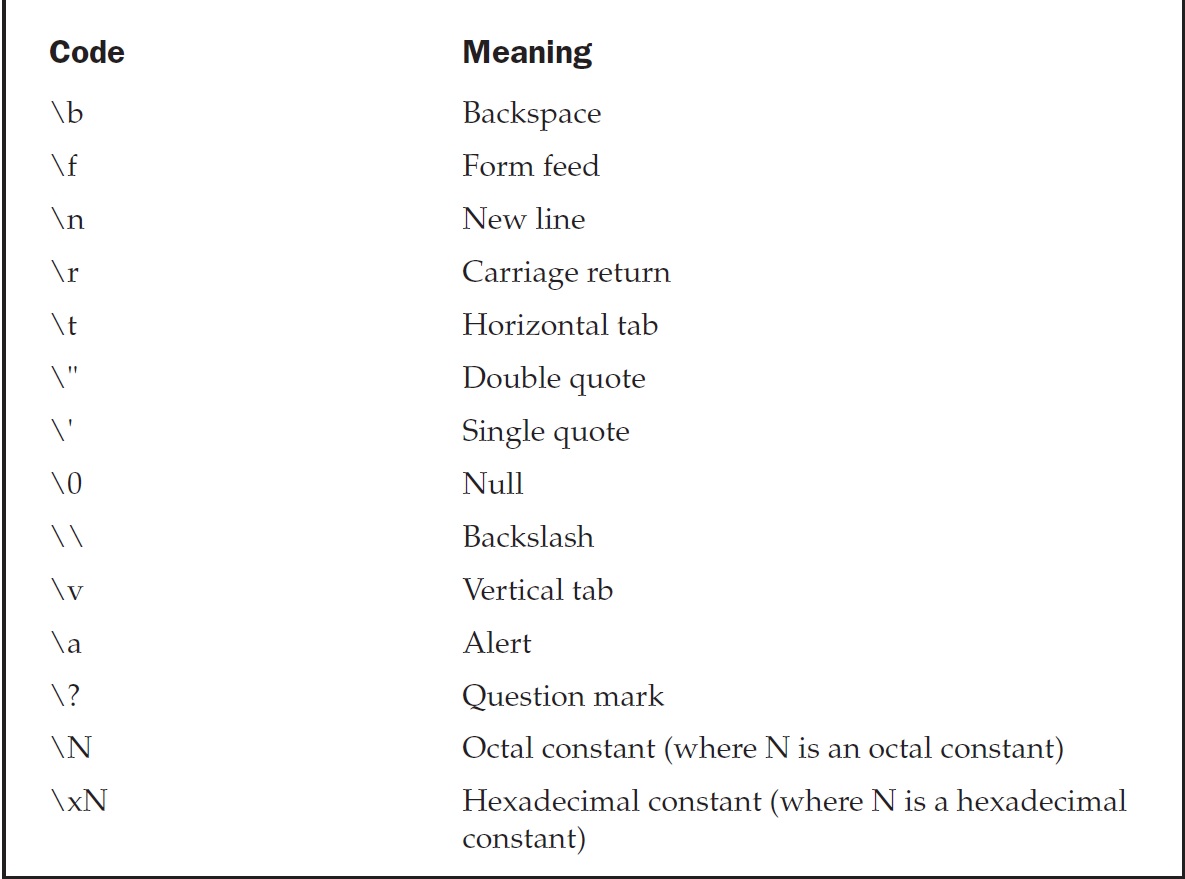 Code Meaning
\b Backspace
\f Form feed
\n New line
\r Carriage return
\t Horizontal tab
\" Double quote
\' Single quote
\0 Null
\\ Backslash
\v Vertical tab
\a Alert
\? Question mark
\N Octal constant (where N is an octal constant)
\xN Hexadecimal constant (where N is a hexadecimal
constant)